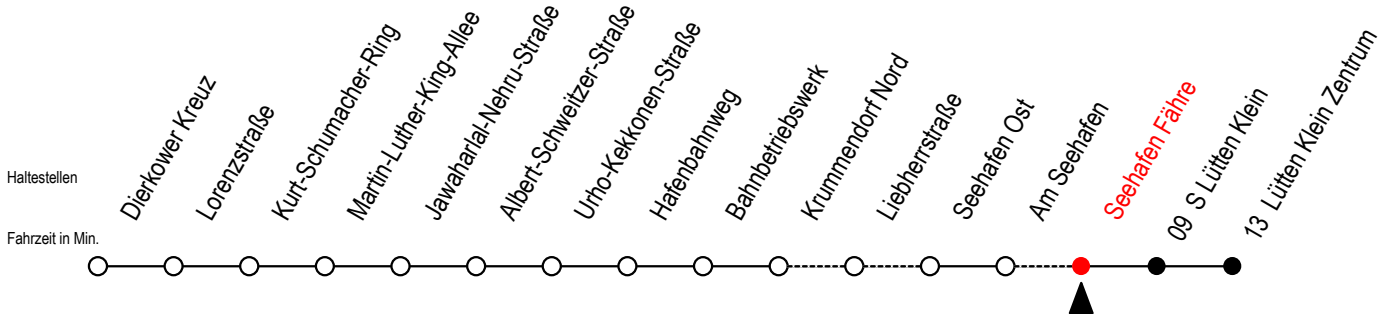 Haltestellen
Fahrzeit in Min.
Dierkower Kreuz
Lorenzstraße
Kurt-Schumacher-Ring
Martin-Luther-King-Allee
Jawaharlal-Nehru-Straße
Albert-Schweitzer-Straße
Urho-Kekkonen-Straße
Hafenbahnweg
Bahnbetriebswerk
Krummendorf Nord
Liebherrstraße
Seehafen Ost
Am Seehafen
Seehafen Fähre
09 S Lütten Klein
13 Lütten Klein Zentrum